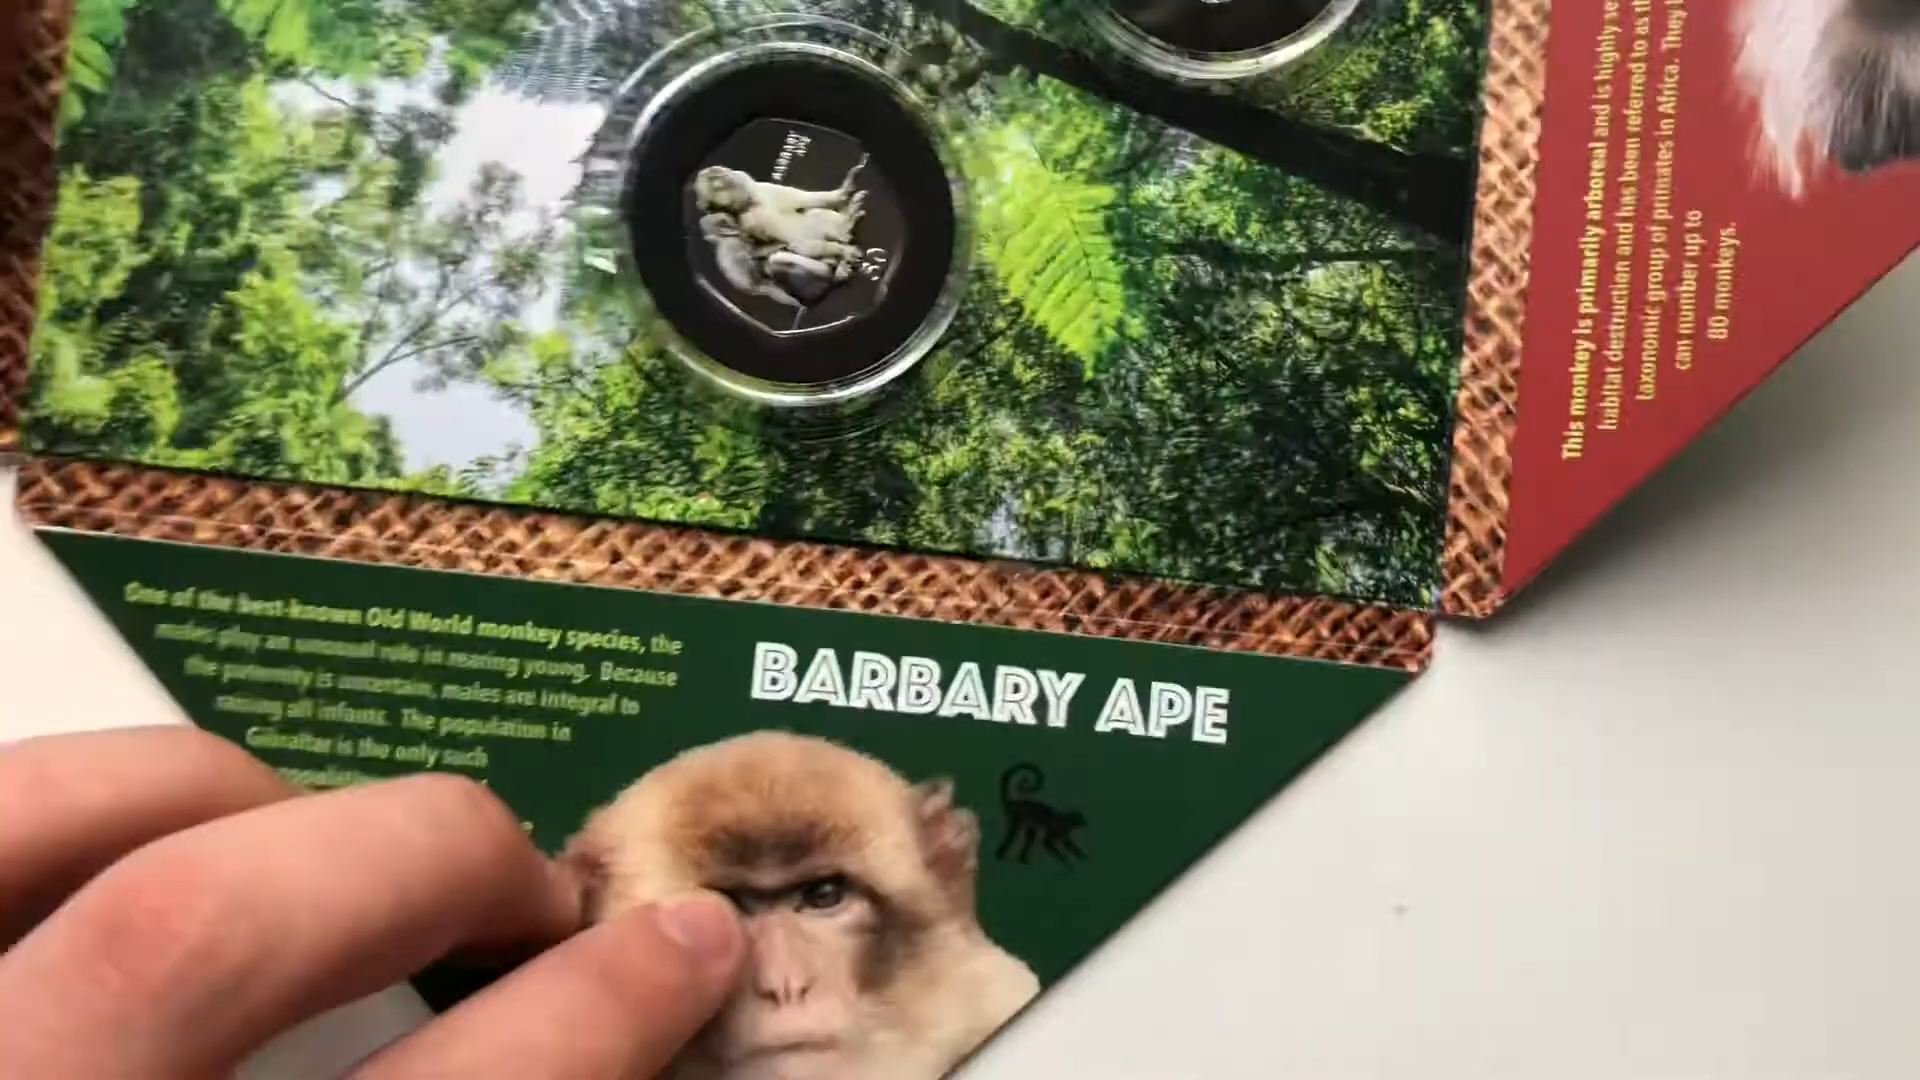 One of the best-known Old World monkey species, the
males play an unusual role in rearing young. Because
the paternity is uncertain, males are integral to
raising all infants. The population in
Gibraltar is the only such
population
BARBARY APE
This monkey is primarily arboreal and is highly se
habitat destruction and has been referred to as th
taxonomic group of primates in Africa. They l
can number up to
80 monkeys.